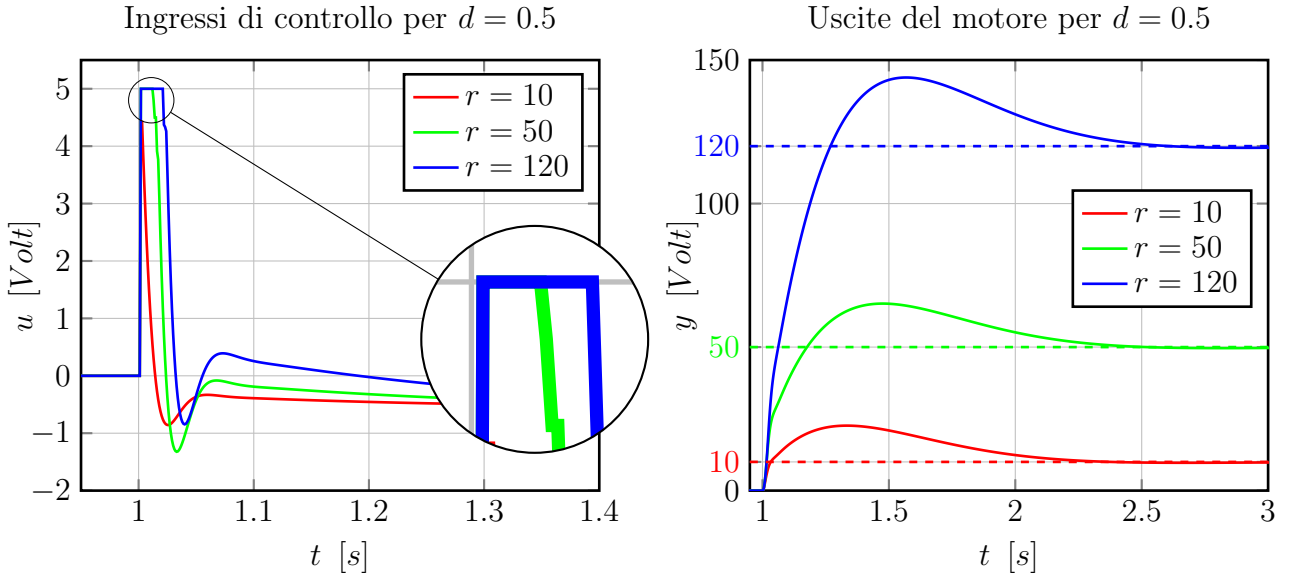 Ingressi di controllo per d = 0.5
u [Volt]
5
4
3
2
1
0
−1
−2
1
1.1
1.2
1.3
1.4
t [s]
r = 10
r = 50
r = 120
Uscite del motore per d = 0.5
y [Volt]
150
120
100
50
10
0
1
1.5
2
2.5
3
t [s]
r = 10
r = 50
r = 120